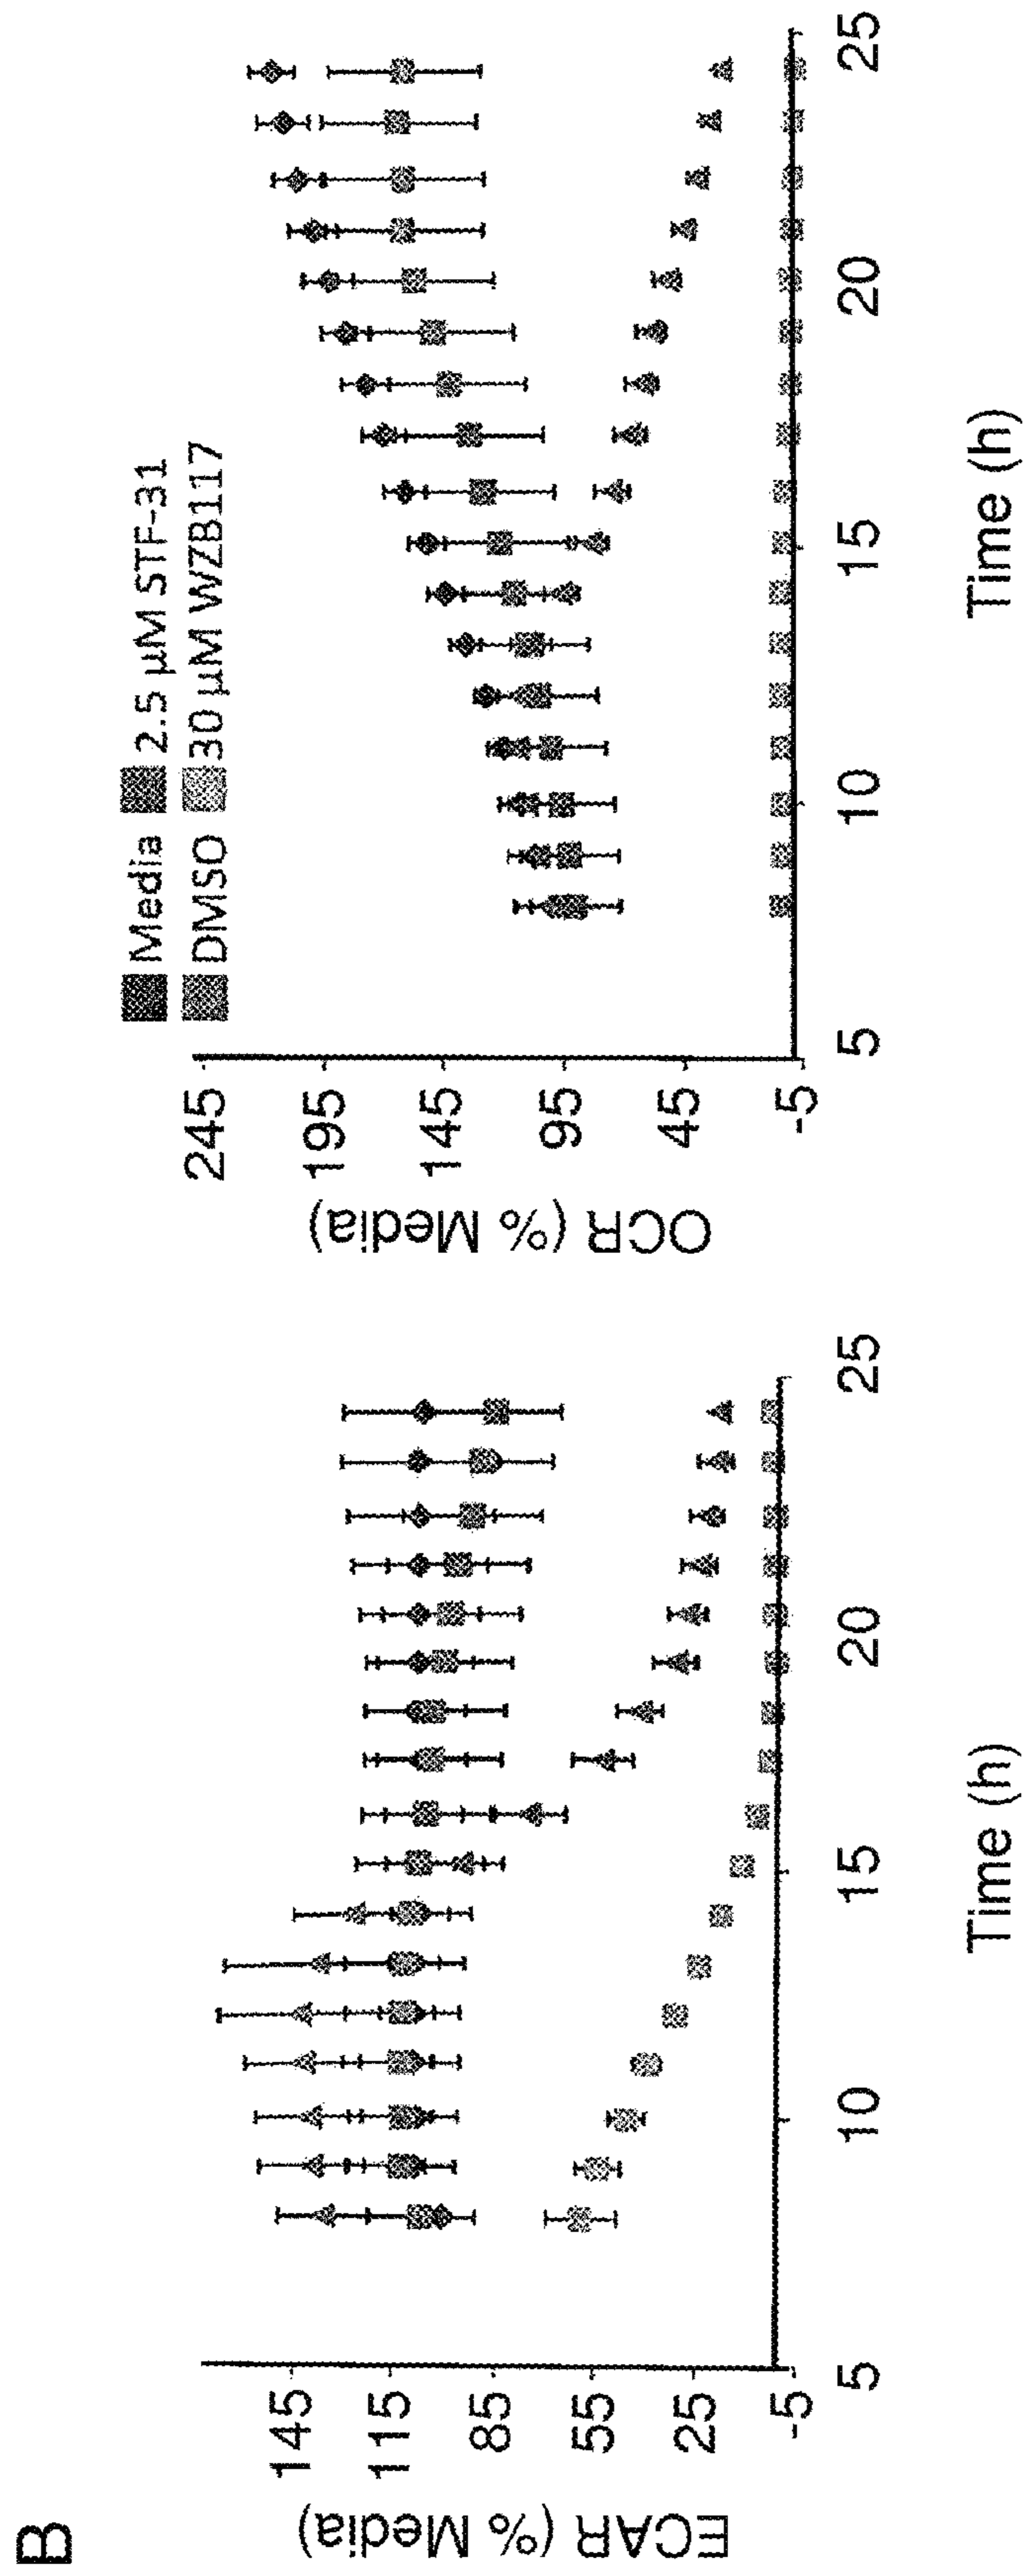 B
ECAR (% Media)
145
115
85
55
25
-5
5
10
15
20
25
Time (h)
Media
2.5 µM STF-31
DMSO
30 µM WZB117
OCR (% Media)
245
195
145
95
45
-5
5
10
15
20
25
Time (h)